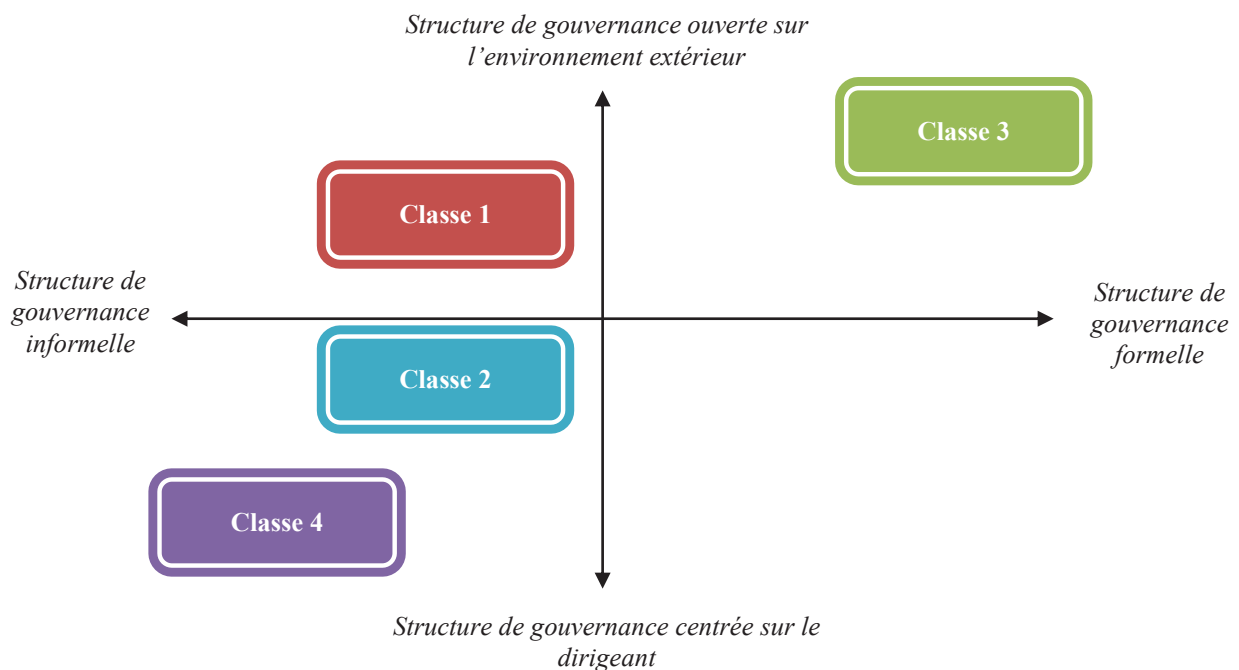 Structure de gouvernance ouverte sur
l’environnement extérieur
Classe 3
Classe 1
Structure de
gouvernance
informelle
Structure de
gouvernance
formelle
Classe 2
Classe 4
Structure de gouvernance centrée sur le
dirigeant